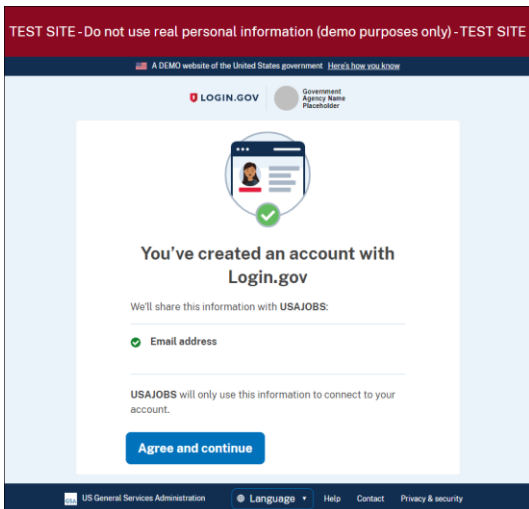 TEST SITE - Do not use real personal information (demo purposes only) - TEST SITE
A DEMO website of the United States government Here's how you know
LOGIN.GOV
Government
Agency Name
Placeholder
You've created an account with
Login.gov
We'll share this information with USAJOBS:
Email address
USAJOBS will only use this information to connect to your
account.
Agree and continue
GSA US General Services Administration Language Help Contact Privacy & security